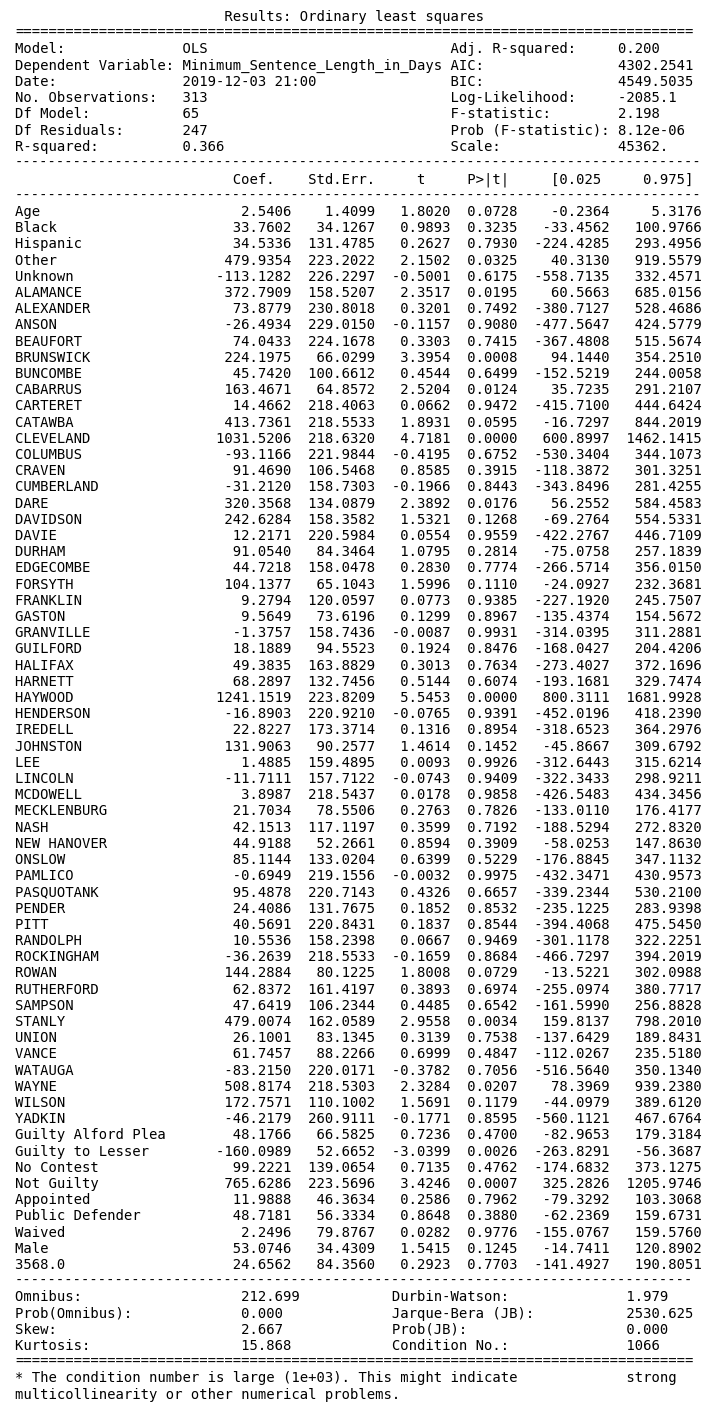 Results: Ordinary least squares
================================================================================
Model: OLS Adj. R-squared: 0.200
Dependent Variable: Minimum_Sentence_Length_in_Days AIC: 4302.2541
Date: 2019-12-03 21:00 BIC: 4549.5035
No. Observations: 313 Log-Likelihood: -2085.1
Df Model: 65 F-statistic: 2.198
Df Residuals: 247 Prob (F-statistic): 8.12e-06
R-squared: 0.366 Scale: 45362.
--------------------------------------------------------------------------------
Coef. Std.Err. t P>|t| [0.025 0.975]
--------------------------------------------------------------------------------
Age 2.5406 1.4099 1.8020 0.0728 -0.2364 5.3176
Black 33.7602 34.1267 0.9893 0.3235 -33.4562 100.9766
Hispanic 34.5336 131.4785 0.2627 0.7930 -224.4285 293.4956
Other 479.9354 223.2022 2.1502 0.0325 40.3130 919.5579
Unknown -113.1282 226.2297 -0.5001 0.6175 -558.7135 332.4571
ALAMANCE 372.7909 158.5207 2.3517 0.0195 60.5663 685.0156
ALEXANDER 73.8779 230.8018 0.3201 0.7492 -380.7127 528.4686
ANSON -26.4934 229.0150 -0.1157 0.9080 -477.5647 424.5779
BEAUFORT 74.0433 224.1678 0.3303 0.7415 -367.4808 515.5674
BRUNSWICK 224.1975 66.0299 3.3954 0.0008 94.1440 354.2510
BUNCOMBE 45.7420 100.6612 0.4544 0.6499 -152.5219 244.0058
CABARRUS 163.4671 64.8572 2.5204 0.0124 35.7235 291.2107
CARTERET 14.4662 218.4063 0.0662 0.9472 -415.7100 444.6424
CATAWBA 413.7361 218.5533 1.8931 0.0595 -16.7297 844.2019
CLEVELAND 1031.5206 218.6320 4.7181 0.0000 600.8997 1462.1415
COLUMBUS -93.1166 221.9844 -0.4195 0.6752 -530.3404 344.1073
CRAVEN 91.4690 106.5468 0.8585 0.3915 -118.3872 301.3251
CUMBERLAND -31.2120 158.7303 -0.1966 0.8443 -343.8496 281.4255
DARE 320.3568 134.0879 2.3892 0.0176 56.2552 584.4583
DAVIDSON 242.6284 158.3582 1.5321 0.1268 -69.2764 554.5331
DAVIE 12.2171 220.5984 0.0554 0.9559 -422.2767 446.7109
DURHAM 91.0540 84.3464 1.0795 0.2814 -75.0758 257.1839
EDGECOMBE 44.7218 158.0478 0.2830 0.7774 -266.5714 356.0150
FORSYTH 104.1377 65.1043 1.5996 0.1110 -24.0927 232.3681
FRANKLIN 9.2794 120.0597 0.0773 0.9385 -227.1920 245.7507
GASTON 9.5649 73.6196 0.1299 0.8967 -135.4374 154.5672
GRANVILLE -1.3757 158.7436 -0.0087 0.9931 -314.0395 311.2881
GUILFORD 18.1889 94.5523 0.1924 0.8476 -168.0427 204.4206
HALIFAX 49.3835 163.8829 0.3013 0.7634 -273.4027 372.1696
HARNETT 68.2897 132.7456 0.5144 0.6074 -193.1681 329.7474
HAYWOOD 1241.1519 223.8209 5.5453 0.0000 800.3111 1681.9928
HENDERSON -16.8903 220.9210 -0.0765 0.9391 -452.0196 418.2390
IREDELL 22.8227 173.3714 0.1316 0.8954 -318.6523 364.2976
JOHNSTON 131.9063 90.2577 1.4614 0.1452 -45.8667 309.6792
LEE 1.4885 159.4895 0.0093 0.9926 -312.6443 315.6214
LINCOLN -11.7111 157.7122 -0.0743 0.9409 -322.3433 298.9211
MCDOWELL 3.8987 218.5437 0.0178 0.9858 -426.5483 434.3456
MECKLENBURG 21.7034 78.5506 0.2763 0.7826 -133.0110 176.4177
NASH 42.1513 117.1197 0.3599 0.7192 -188.5294 272.8320
NEW HANOVER 44.9188 52.2661 0.8594 0.3909 -58.0253 147.8630
ONSLOW 85.1144 133.0204 0.6399 0.5229 -176.8845 347.1132
PAMLICO -0.6949 219.1556 -0.0032 0.9975 -432.3471 430.9573
PASQUOTANK 95.4878 220.7143 0.4326 0.6657 -339.2344 530.2100
PENDER 24.4086 131.7675 0.1852 0.8532 -235.1225 283.9398
PITT 40.5691 220.8431 0.1837 0.8544 -394.4068 475.5450
RANDOLPH 10.5536 158.2398 0.0667 0.9469 -301.1178 322.2251
ROCKINGHAM -36.2639 218.5533 -0.1659 0.8684 -466.7297 394.2019
ROWAN 144.2884 80.1225 1.8008 0.0729 -13.5221 302.0988
RUTHERFORD 62.8372 161.4197 0.3893 0.6974 -255.0974 380.7717
SAMPSON 47.6419 106.2344 0.4485 0.6542 -161.5990 256.8828
STANLY 479.0074 162.0589 2.9558 0.0034 159.8137 798.2010
UNION 26.1001 83.1345 0.3139 0.7538 -137.6429 189.8431
VANCE 61.7457 88.2266 0.6999 0.4847 -112.0267 235.5180
WATAUGA -83.2150 220.0171 -0.3782 0.7056 -516.5640 350.1340
WAYNE 508.8174 218.5303 2.3284 0.0207 78.3969 939.2380
WILSON 172.7571 110.1002 1.5691 0.1179 -44.0979 389.6120
YADKIN -46.2179 260.9111 -0.1771 0.8595 -560.1121 467.6764
Guilty Alford Plea 48.1766 66.5825 0.7236 0.4700 -82.9653 179.3184
Guilty to Lesser -160.0989 52.6652 -3.0399 0.0026 -263.8291 -56.3687
No Contest 99.2221 139.0654 0.7135 0.4762 -174.6832 373.1275
Not Guilty 765.6286 223.5696 3.4246 0.0007 325.2826 1205.9746
Appointed 11.9888 46.3634 0.2586 0.7962 -79.3292 103.3068
Public Defender 48.7181 56.3334 0.8648 0.3880 -62.2369 159.6731
Waived 2.2496 79.8767 0.0282 0.9776 -155.0767 159.5760
Male 53.0746 34.4309 1.5415 0.1245 -14.7411 120.8902
3568.0 24.6562 84.3560 0.2923 0.7703 -141.4927 190.8051
--------------------------------------------------------------------------------
Omnibus: 212.699 Durbin-Watson: 1.979
Prob(Omnibus): 0.000 Jarque-Bera (JB): 2530.625
Skew: 2.667 Prob(JB): 0.000
Kurtosis: 15.868 Condition No.: 1066
================================================================================
* The condition number is large (1e+03). This might indicate strong
multicollinearity or other numerical problems.